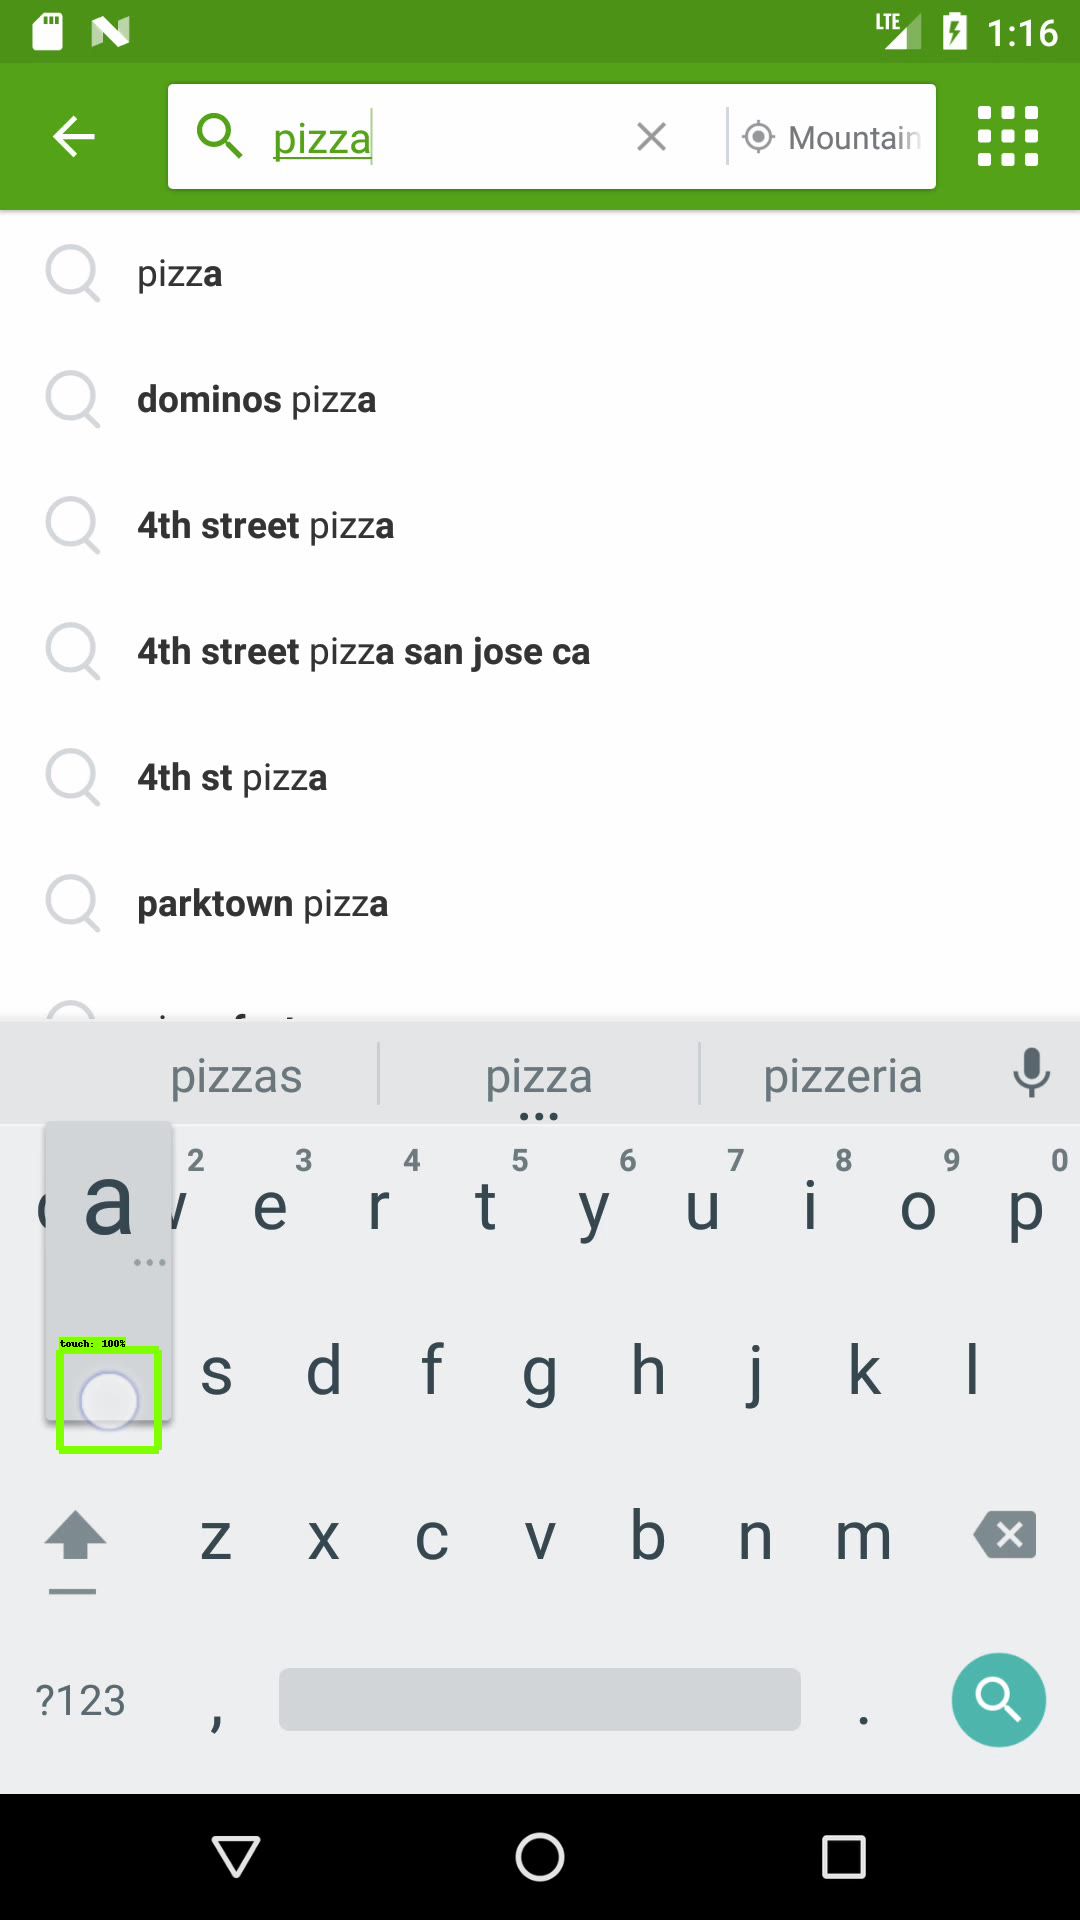 LTE 1:16
pizza Mountain
pizza
dominos pizza
4th street pizza
4th street pizza san jose ca
4th st pizza
parktown pizza
pizzas pizza pizzeria
2 3 4 5 6 7 8 9 0
a e r t y u i o p
touch: 100%
s d f g h j k l
z x c v b n m
?123 , .